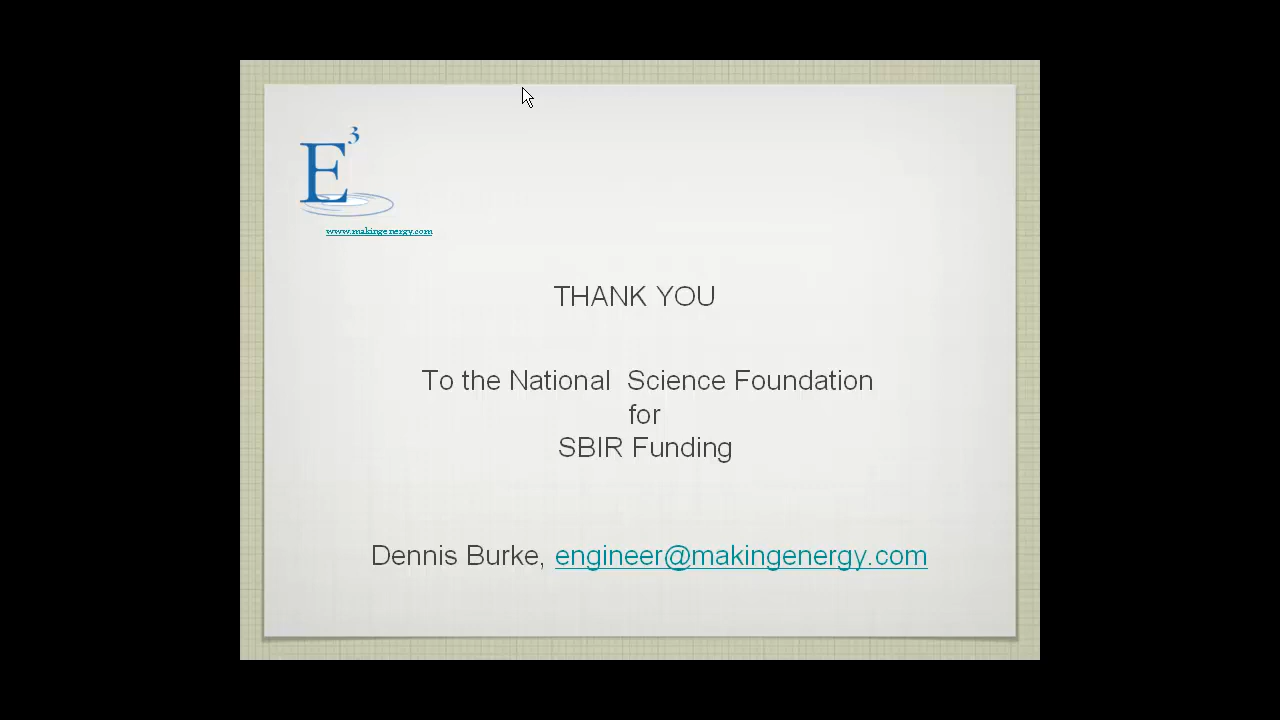 E3
www.makingenergy.com
THANK YOU
To the National Science Foundation
for
SBIR Funding
Dennis Burke, engineer@makingenergy.com